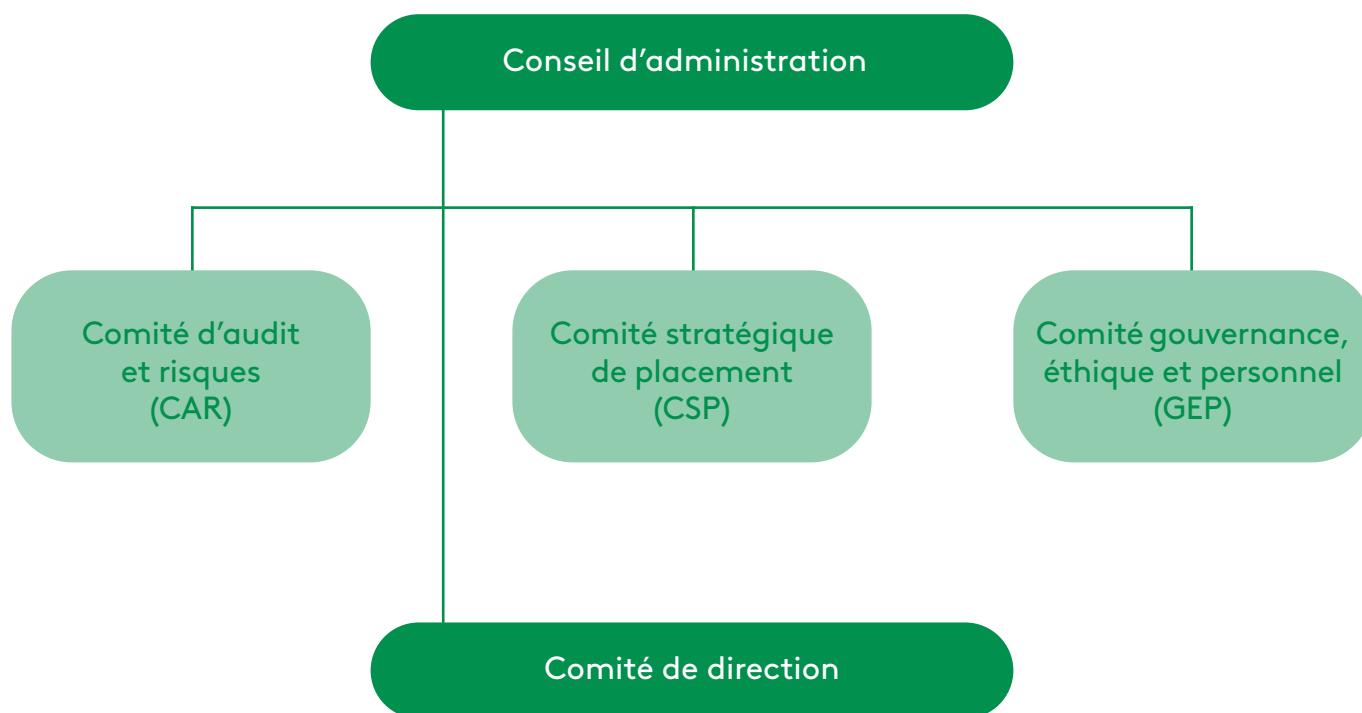 Conseil d’administration
Comité d’audit
et risques
(CAR)
Comité stratégique
de placement
(CSP)
Comité gouvernance,
éthique et personnel
(GEP)
Comité de direction